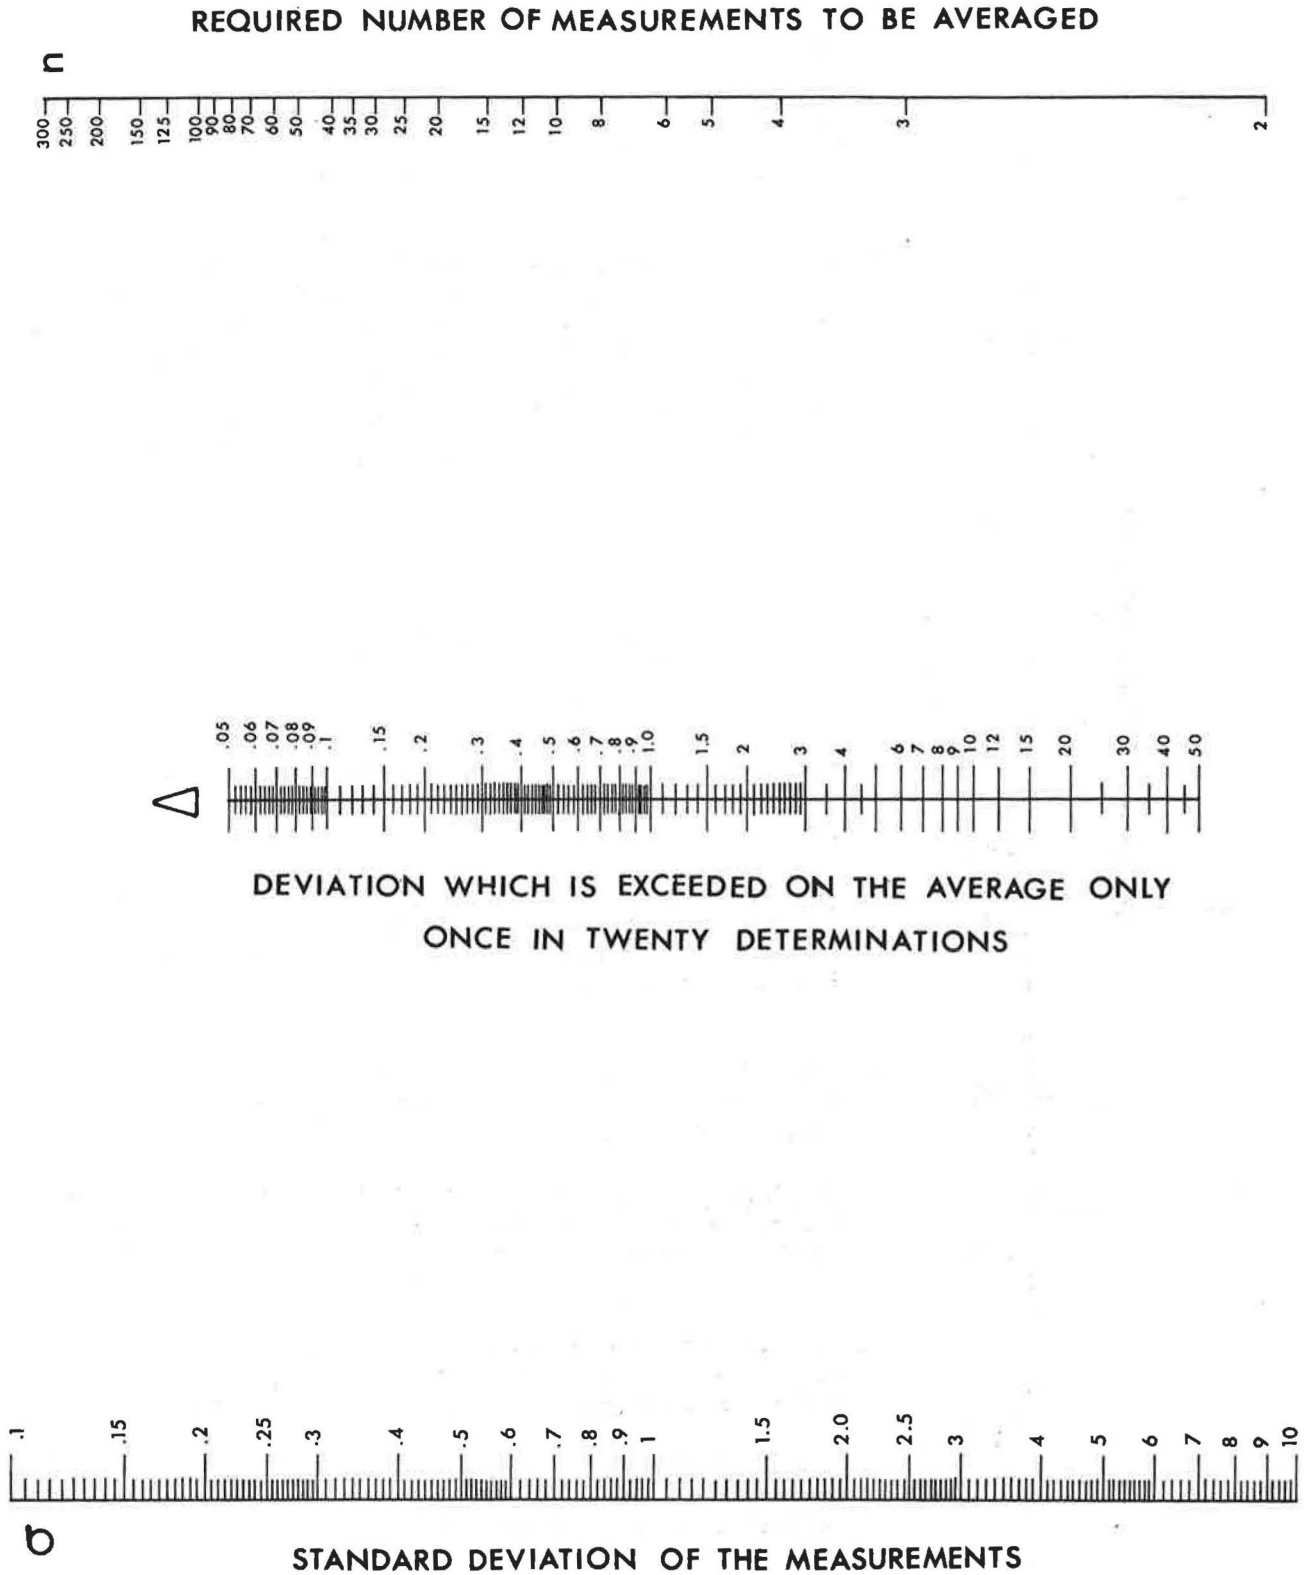 REQUIRED NUMBER OF MEASUREMENTS TO BE AVERAGED
n
300 250 200 150 125 100 90 80 70 60 50 40 35 30 25 20 15 12 10 8 6 5 4 3 2
.05 .06 .07 .08 .09 .1 .15 .2 .3 .4 .5 .6 .7 .8 .9 1.0 1.5 2 3 4 6 7 8 9 10 12 15 20 30 40 50
Δ
DEVIATION WHICH IS EXCEEDED ON THE AVERAGE ONLY
ONCE IN TWENTY DETERMINATIONS
.1 .15 .2 .25 .3 .4 .5 .6 .7 .8 .9 1 1.5 2.0 2.5 3 4 5 6 7 8 9 10
σ
STANDARD DEVIATION OF THE MEASUREMENTS